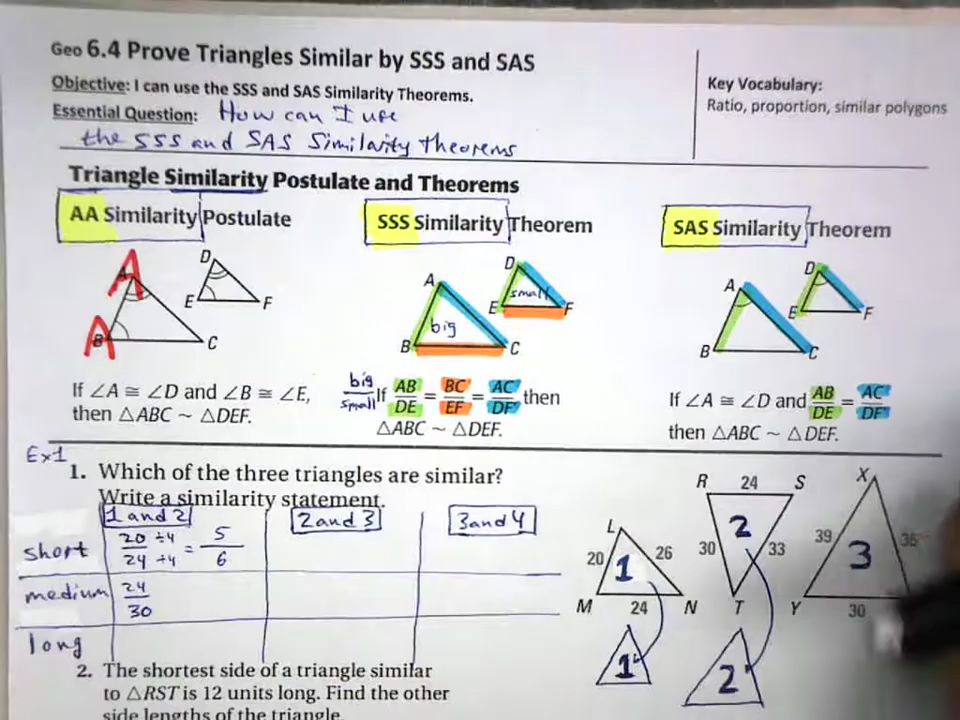 Geo 6.4 Prove Triangles Similar by SSS and SAS
Objective: I can use the SSS and SAS Similarity Theorems.
Essential Question: How can I use
the SSS and SAS Similarity Theorems
Key Vocabulary:
Ratio, proportion, similar polygons
Triangle Similarity Postulate and Theorems
AA Similarity Postulate
SSS Similarity Theorem
SAS Similarity Theorem
A A B C D E F
A B C big D E F small
A B C D E F
If ∠A ≅ ∠D and ∠B ≅ ∠E,
then △ABC ~ △DEF.
big/small If AB/DE = BC/EF = AC/DF then
△ABC ~ △DEF.
If ∠A ≅ ∠D and AB/DE = AC/DF
then △ABC ~ △DEF.
Ex1
1. Which of the three triangles are similar?
Write a similarity statement.
1 and 2 2 and 3 3 and 4
short 20 ÷4 / 24 ÷4 = 5/6
medium 24/30
long
L 20 26 1 M 24 N
R 24 S 30 2 33 T
X 39 36 3 Y 30
1 2
2. The shortest side of a triangle similar
to △RST is 12 units long. Find the other
side lengths of the triangle.